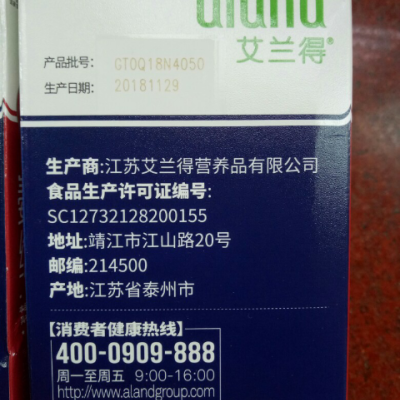 aland
艾兰得®
产品批号: GT0Q18N4050
生产日期: 20181129
生产商:江苏艾兰得营养品有限公司
食品生产许可证编号:
SC12732128200155
地址:靖江市江山路20号
邮编:214500
产地:江苏省泰州市
【消费者健康热线】
400-0909-888
周一至周五 9:00-16:00
http://www.alandgroup.com